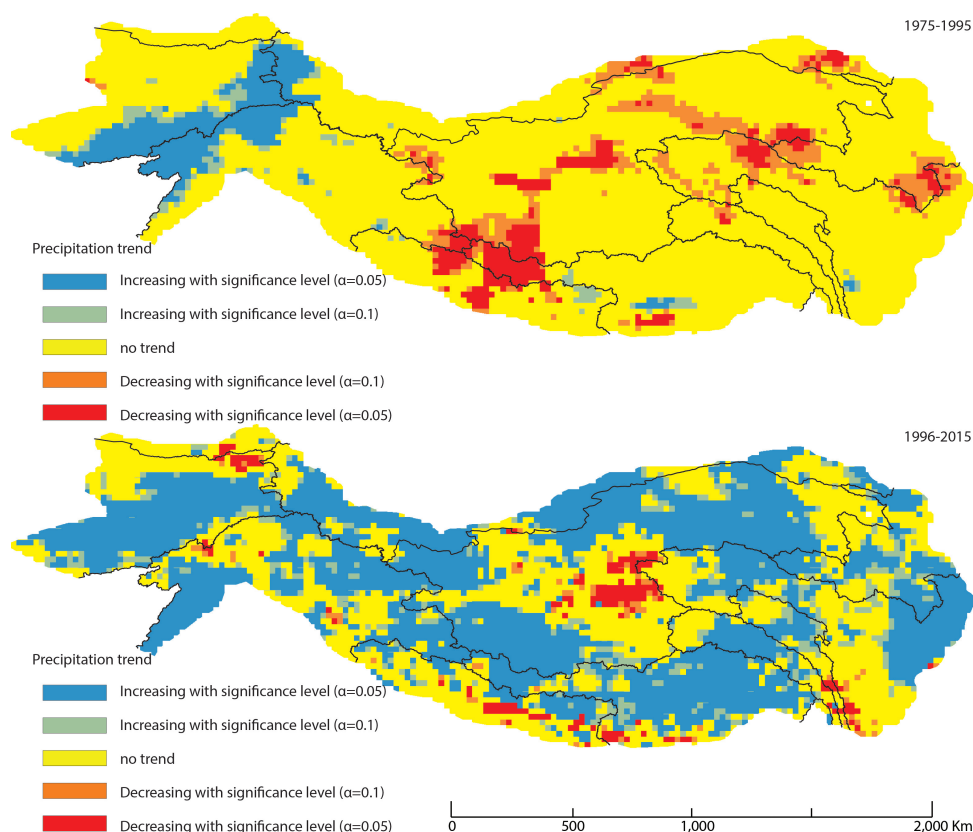 1975-1995
Precipitation trend
Increasing with significance level (α=0.05)
Increasing with significance level (α=0.1)
no trend
Decreasing with significance level (α=0.1)
Decreasing with significance level (α=0.05)
1996-2015
Precipitation trend
Increasing with significance level (α=0.05)
Increasing with significance level (α=0.1)
no trend
Decreasing with significance level (α=0.1)
Decreasing with significance level (α=0.05)
0 500 1,000 2,000 Km